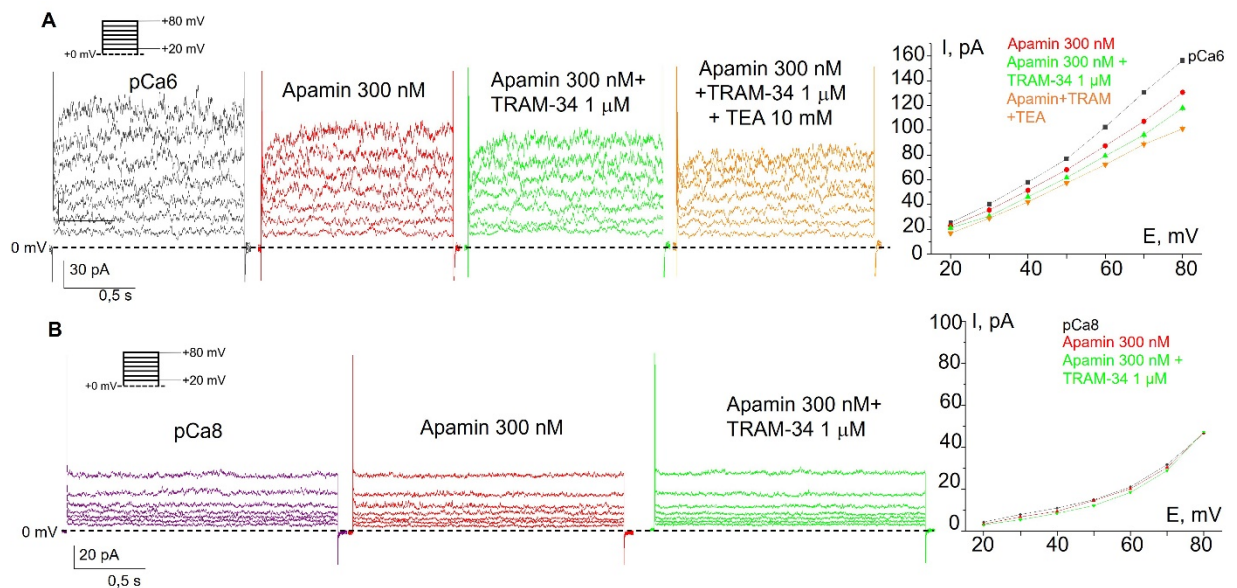 A
+80 mV
+20 mV
+0 mV
pCa6
Apamin 300 nM
Apamin 300 nM+
TRAM-34 1 µM
Apamin 300 nM
+TRAM-34 1 µM
+ TEA 10 mM
0 mV
30 pA
0,5 s
I, pA
160
140
120
100
80
60
40
20
0
20
40
60
80
E, mV
Apamin 300 nM
Apamin 300 nM +
TRAM-34 1 µM
Apamin+TRAM
+TEA
pCa6
B
+80 mV
+20 mV
+0 mV
pCa8
Apamin 300 nM
Apamin 300 nM+
TRAM-34 1 µM
0 mV
20 pA
0,5 s
I, pA
100
80
60
40
20
0
20
40
60
80
E, mV
pCa8
Apamin 300 nM
Apamin 300 nM +
TRAM-34 1 µM